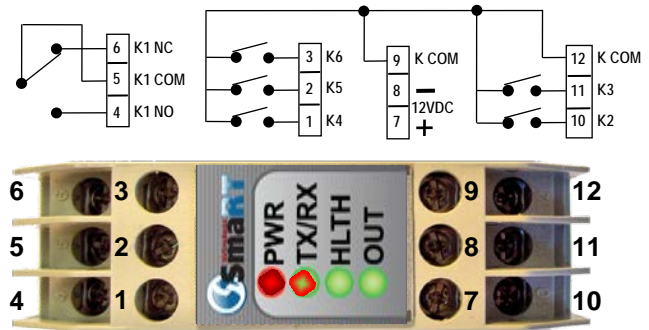 6 K1 NC
5 K1 COM
4 K1 NO
3 K6
2 K5
1 K4
9 K COM
8 −
12VDC
7 +
12 K COM
11 K3
10 K2
6 3
5 2
4 1
SmaRT
PWR
TX/RX
HLTH
OUT
9 12
8 11
7 10